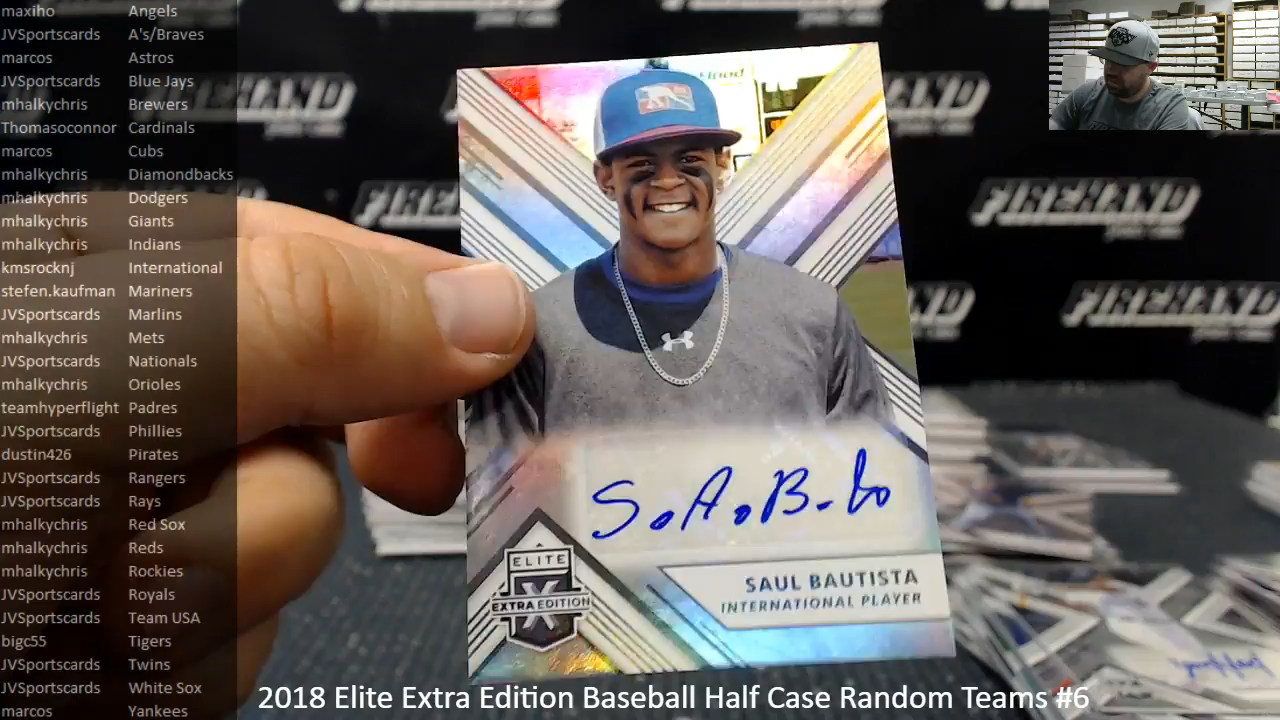 maxiho Angels
JVSportscards A's/Braves
marcos Astros
JVSportscards Blue Jays
mhalkychris Brewers
Thomasoconnor Cardinals
marcos Cubs
mhalkychris Diamondbacks
mhalkychris Dodgers
mhalkychris Giants
mhalkychris Indians
kmsrocknj International
stefen.kaufman Mariners
JVSportscards Marlins
mhalkychris Mets
JVSportscards Nationals
mhalkychris Orioles
teamhyperflight Padres
JVSportscards Phillies
dustin426 Pirates
JVSportscards Rangers
JVSportscards Rays
mhalkychris Red Sox
mhalkychris Reds
mhalkychris Rockies
JVSportscards Royals
JVSportscards Team USA
bigc55 Tigers
JVSportscards Twins
JVSportscards White Sox
marcos Yankees
FIREHAND
FIREHAND
S.A.B.
ELITE
X
EXTRA EDITION
SAUL BAUTISTA
INTERNATIONAL PLAYER
2018 Elite Extra Edition Baseball Half Case Random Teams #6